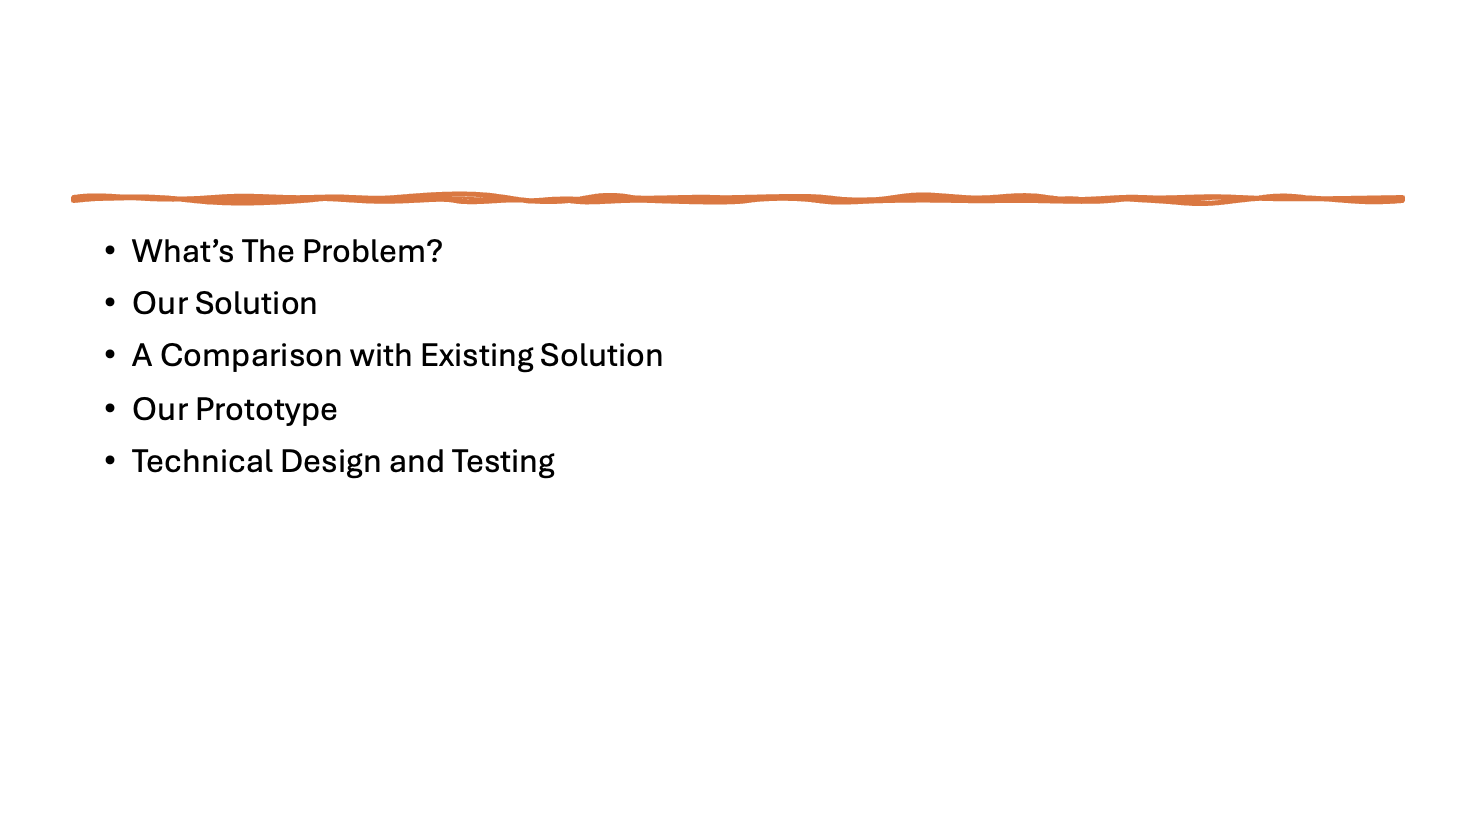 • What’s The Problem?
• Our Solution
• A Comparison with Existing Solution
• Our Prototype
• Technical Design and Testing